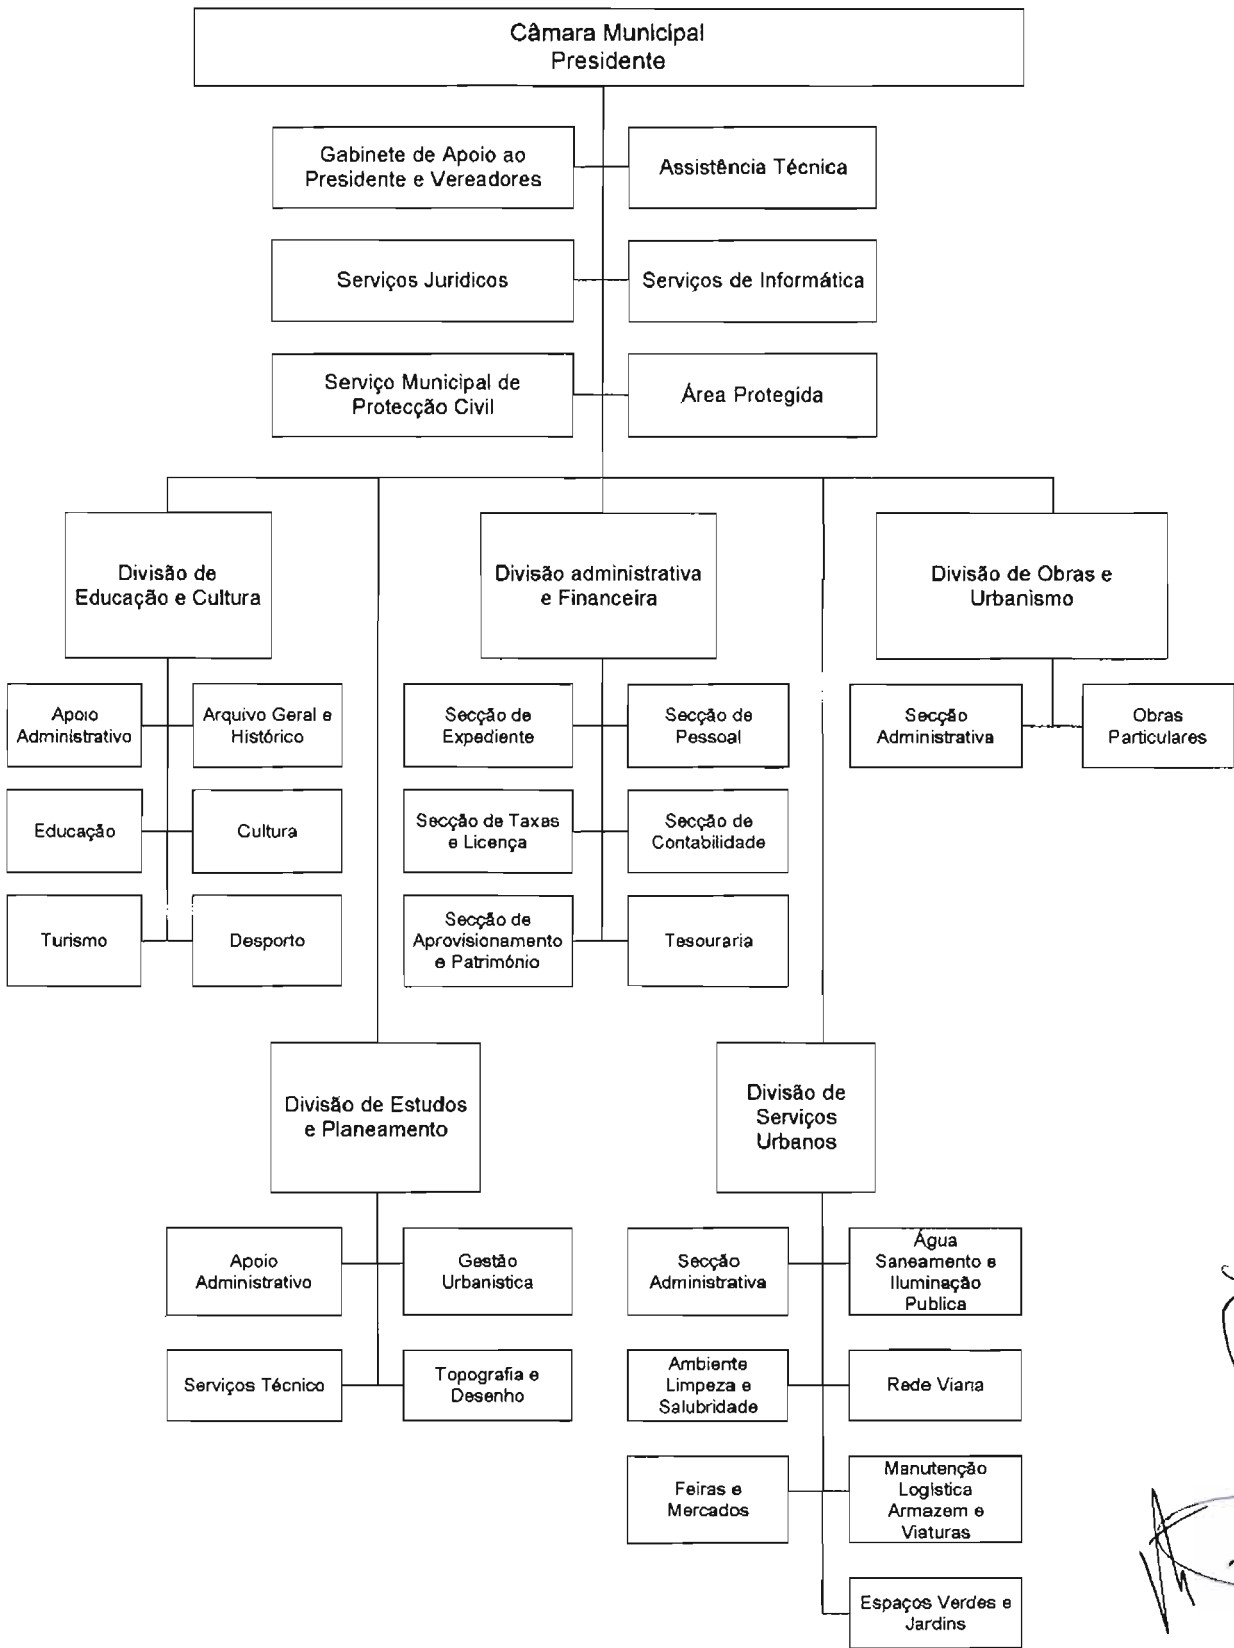 Câmara Municipal
Presidente
Gabinete de Apoio ao
Presidente e Vereadores
Assistência Técnica
Serviços Juridicos
Serviços de Informática
Serviço Municipal de
Protecção Civil
Área Protegida
Divisão de
Educação e Cultura
Divisão administrativa
e Financeira
Divisão de Obras e
Urbanismo
Apoio
Administrativo
Arquivo Geral e
Histórico
Secção de
Expediente
Secção de
Pessoal
Secção
Administrativa
Obras
Particulares
Educação
Cultura
Secção de Taxas
e Licença
Secção de
Contabilidade
Turismo
Desporto
Secção de
Aprovisionamento
e Património
Tesouraria
Divisão de Estudos
e Planeamento
Divisão de
Serviços
Urbanos
Apoio
Administrativo
Gestão
Urbanistica
Secção
Administrativa
Água
Saneamento e
Iluminação
Publica
Serviços Técnico
Topografia e
Desenho
Ambiente
Limpeza e
Salubridade
Rede Viaria
Feiras e
Mercados
Manutenção
Logística
Armazem e
Viaturas
Espaços Verdes e
Jardins